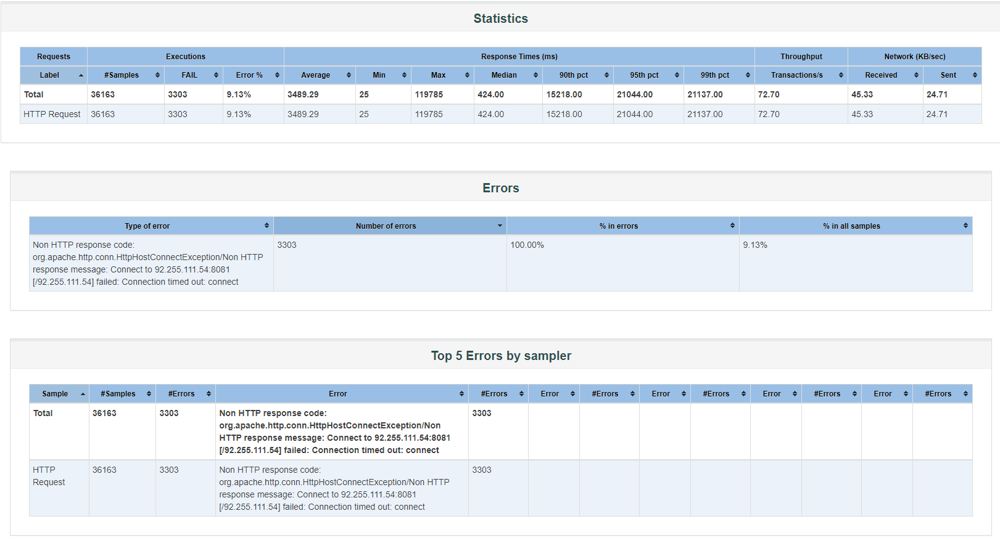 Statistics
Requests Executions Response Times (ms) Throughput Network (KB/sec)
Label #Samples FAIL Error % Average Min Max Median 90th pct 95th pct 99th pct Transactions/s Received Sent
Total 36163 3303 9.13% 3489.29 25 119785 424.00 15218.00 21044.00 21137.00 72.70 45.33 24.71
HTTP Request 36163 3303 9.13% 3489.29 25 119785 424.00 15218.00 21044.00 21137.00 72.70 45.33 24.71
Errors
Type of error Number of errors % in errors % in all samples
Non HTTP response code: 3303 100.00% 9.13%
org.apache.http.conn.HttpHostConnectException/Non HTTP
response message: Connect to 92.255.111.54:8081
[/92.255.111.54] failed: Connection timed out: connect
Top 5 Errors by sampler
Sample #Samples #Errors Error #Errors Error #Errors Error #Errors Error #Errors Error #Errors
Total 36163 3303 Non HTTP response code: 3303
org.apache.http.conn.HttpHostConnectException/Non
HTTP response message: Connect to 92.255.111.54:8081
[/92.255.111.54] failed: Connection timed out: connect
HTTP 36163 3303 Non HTTP response code: 3303
Request org.apache.http.conn.HttpHostConnectException/Non HTTP
response message: Connect to 92.255.111.54:8081
[/92.255.111.54] failed: Connection timed out: connect